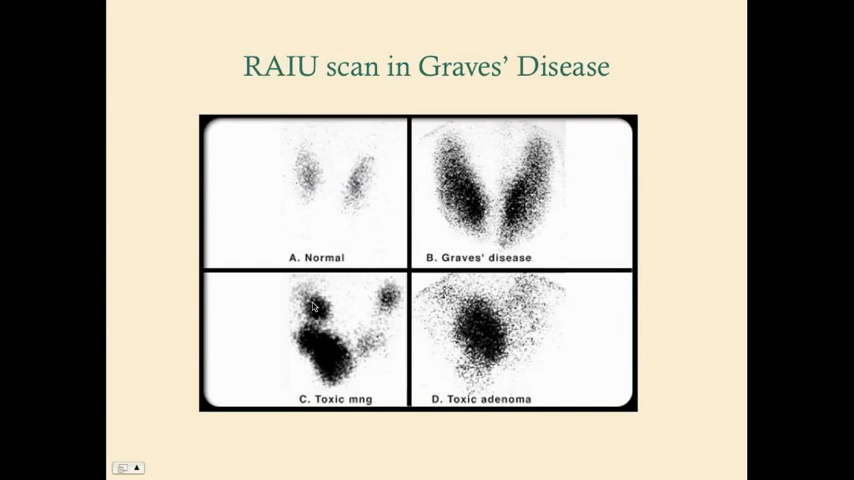 RAIU scan in Graves’ Disease
A. Normal
B. Graves' disease
C. Toxic mng
D. Toxic adenoma